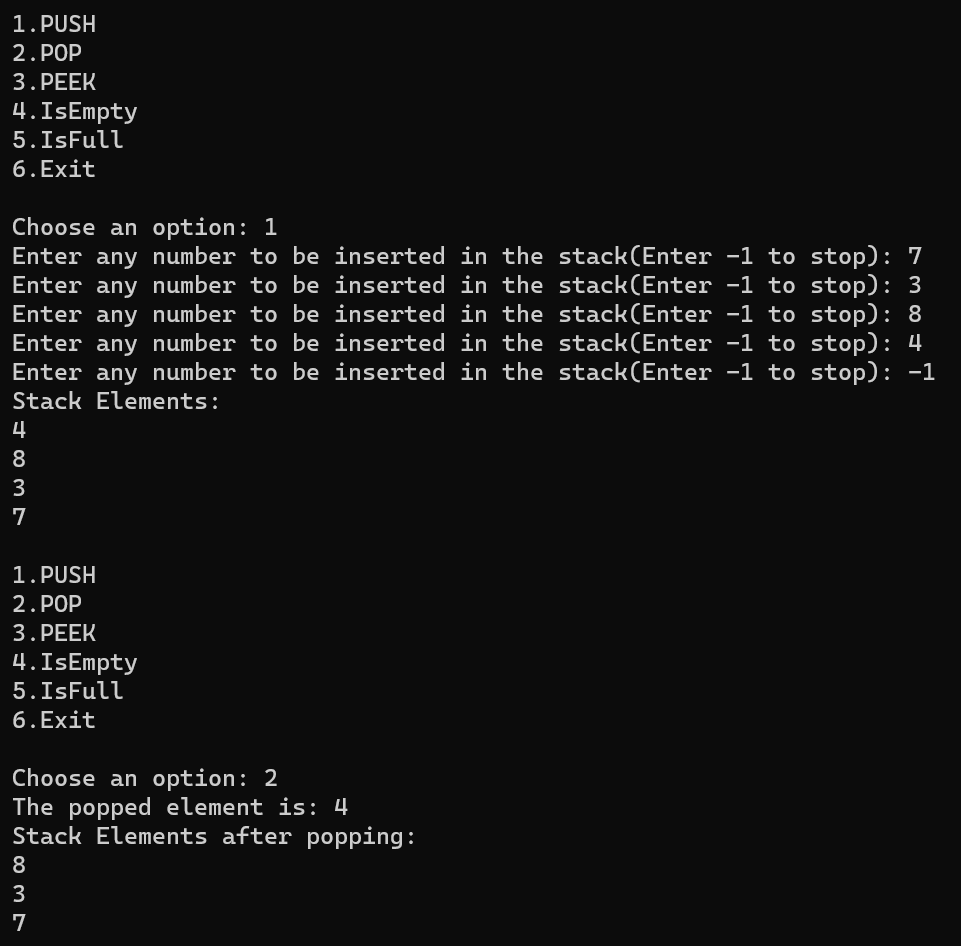 1.PUSH
2.POP
3.PEEK
4.IsEmpty
5.IsFull
6.Exit
Choose an option: 1
Enter any number to be inserted in the stack(Enter -1 to stop): 7
Enter any number to be inserted in the stack(Enter -1 to stop): 3
Enter any number to be inserted in the stack(Enter -1 to stop): 8
Enter any number to be inserted in the stack(Enter -1 to stop): 4
Enter any number to be inserted in the stack(Enter -1 to stop): -1
Stack Elements:
4
8
3
7
1.PUSH
2.POP
3.PEEK
4.IsEmpty
5.IsFull
6.Exit
Choose an option: 2
The popped element is: 4
Stack Elements after popping:
8
3
7